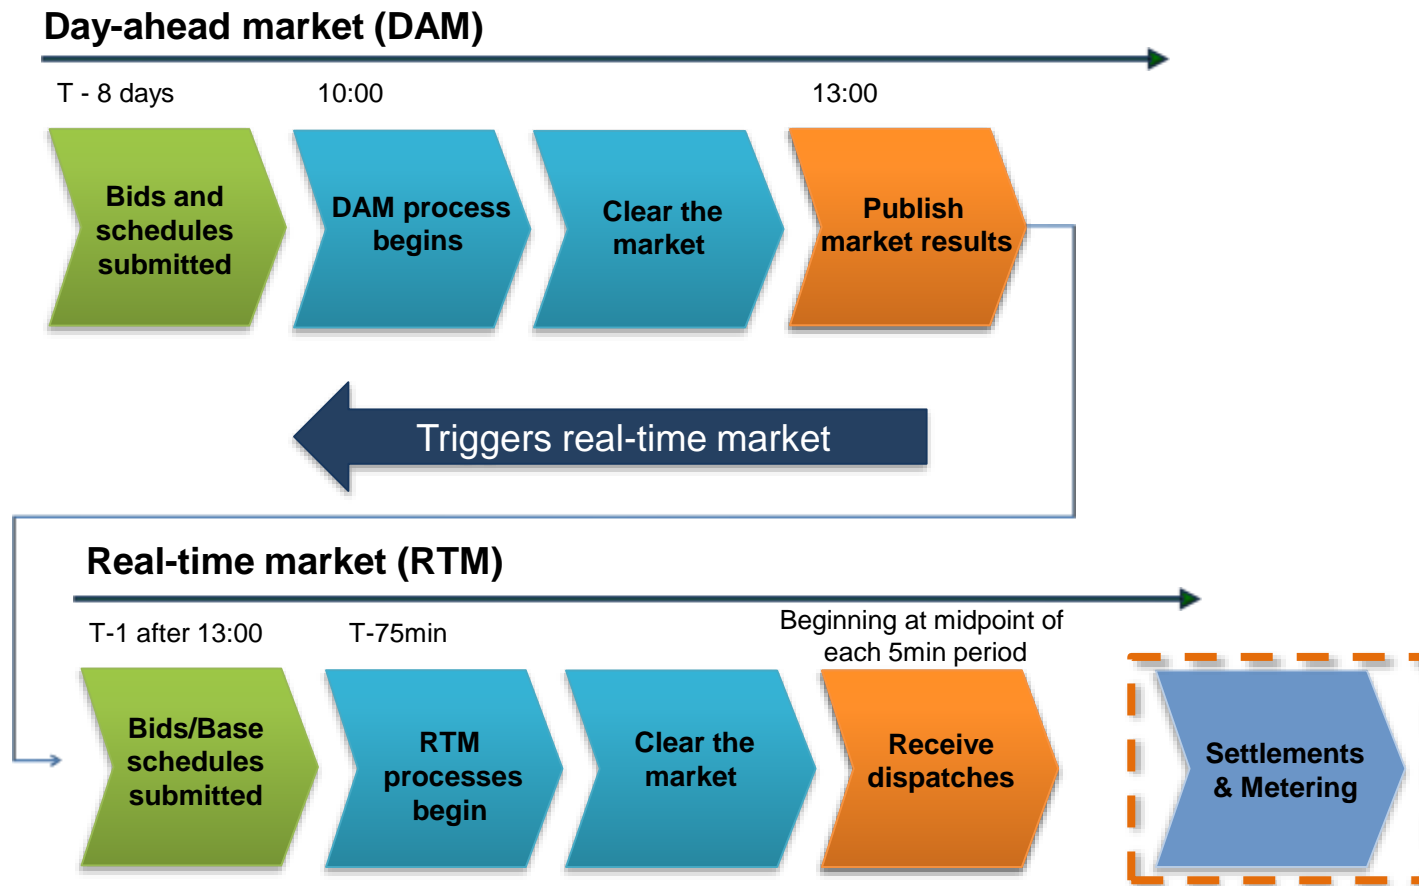 Day-ahead market (DAM)
T - 8 days
10:00
13:00
Bids and
schedules
submitted
DAM process
begins
Clear the
market
Publish
market results
Triggers real-time market
Real-time market (RTM)
T-1 after 13:00
T-75min
Beginning at midpoint of
each 5min period
Bids/Base
schedules
submitted
RTM
processes
begin
Clear the
market
Receive
dispatches
Settlements
& Metering